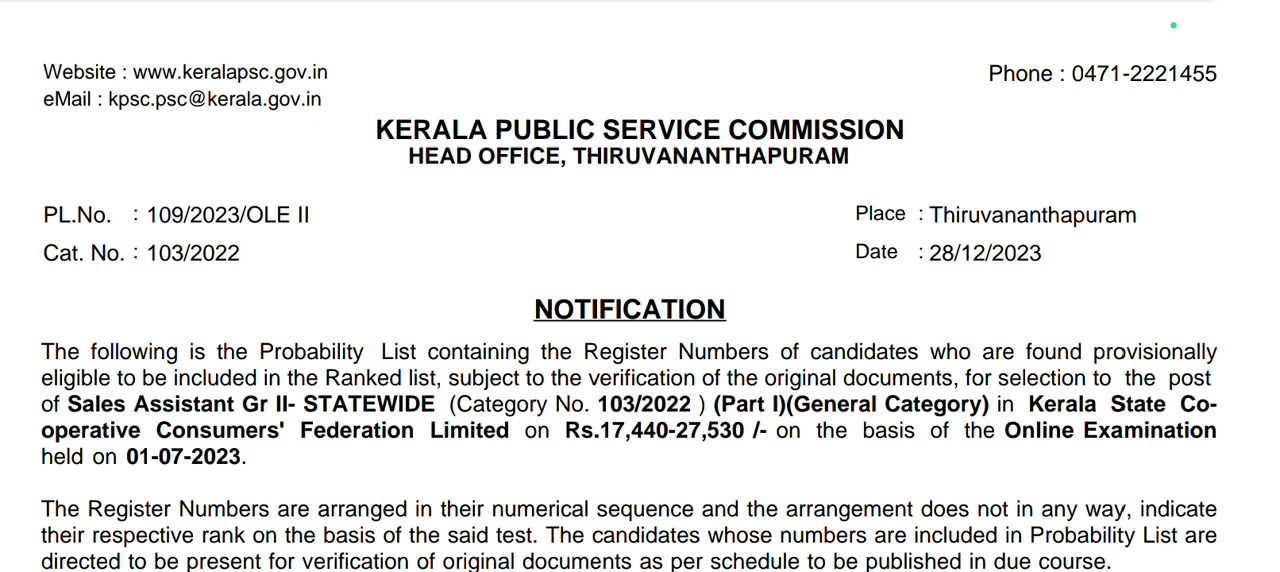 Website : www.keralapsc.gov.in
Phone : 0471-2221455
eMail : kpsc.psc@kerala.gov.in
KERALA PUBLIC SERVICE COMMISSION
HEAD OFFICE, THIRUVANANTHAPURAM
PL.No. : 109/2023/OLE II
Place : Thiruvananthapuram
Cat. No. : 103/2022
Date : 28/12/2023
NOTIFICATION
The following is the Probability List containing the Register Numbers of candidates who are found provisionally
eligible to be included in the Ranked list, subject to the verification of the original documents, for selection to the post
of Sales Assistant Gr II- STATEWIDE (Category No. 103/2022 ) (Part I)(General Category) in Kerala State Co-
operative Consumers' Federation Limited on Rs.17,440-27,530 /- on the basis of the Online Examination
held on 01-07-2023.
The Register Numbers are arranged in their numerical sequence and the arrangement does not in any way, indicate
their respective rank on the basis of the said test. The candidates whose numbers are included in Probability List are
directed to be present for verification of original documents as per schedule to be published in due course.